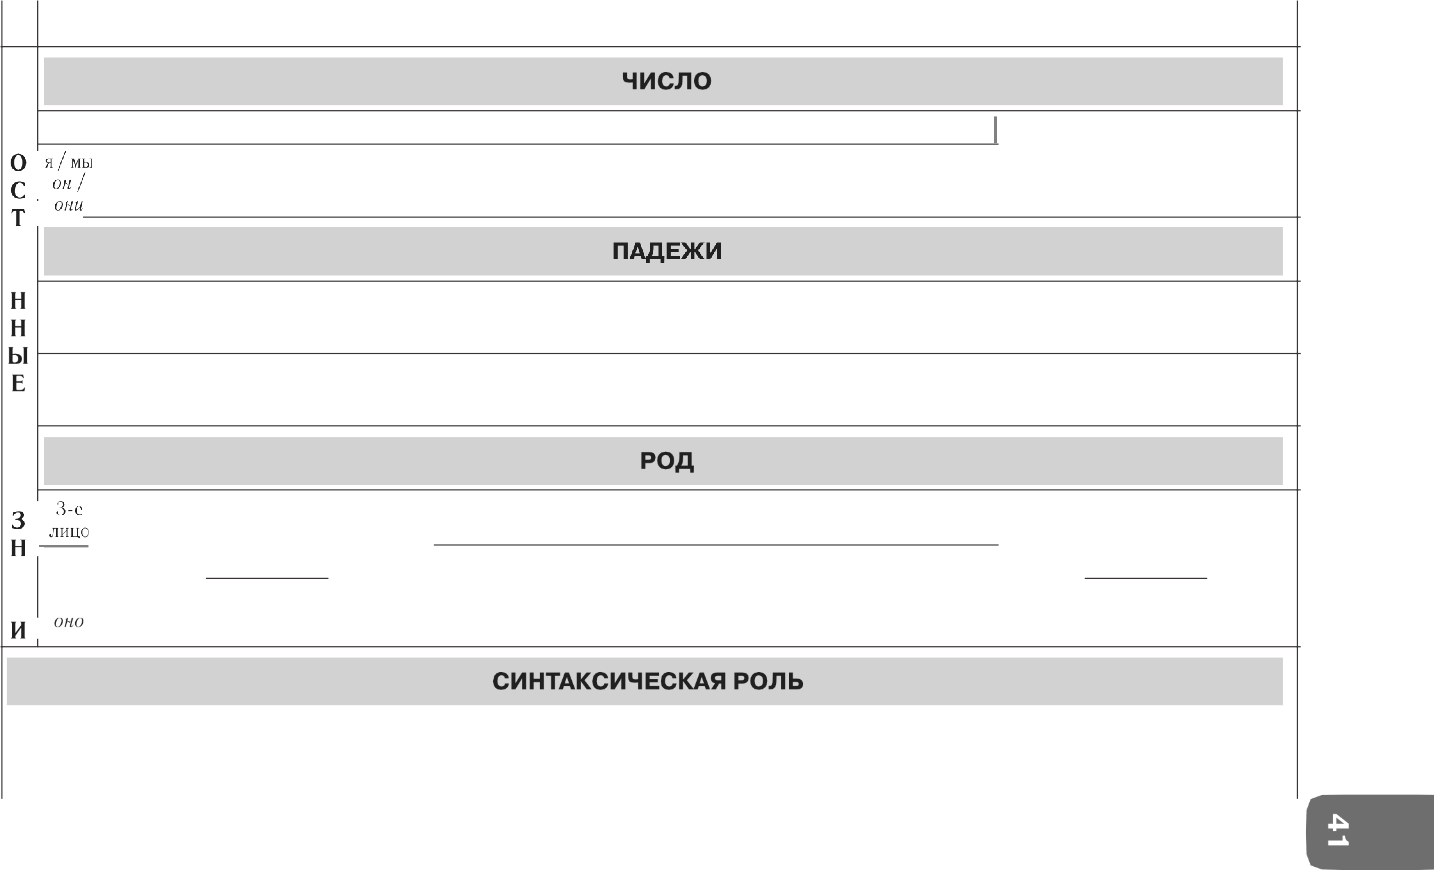 ЧИСЛО
О
С
Т
я / мы
он /
они
ПАДЕЖИ
Н
Н
Ы
Е
РОД
З
Н
И
3-е
лицо
оно
СИНТАКСИЧЕСКАЯ РОЛЬ
41